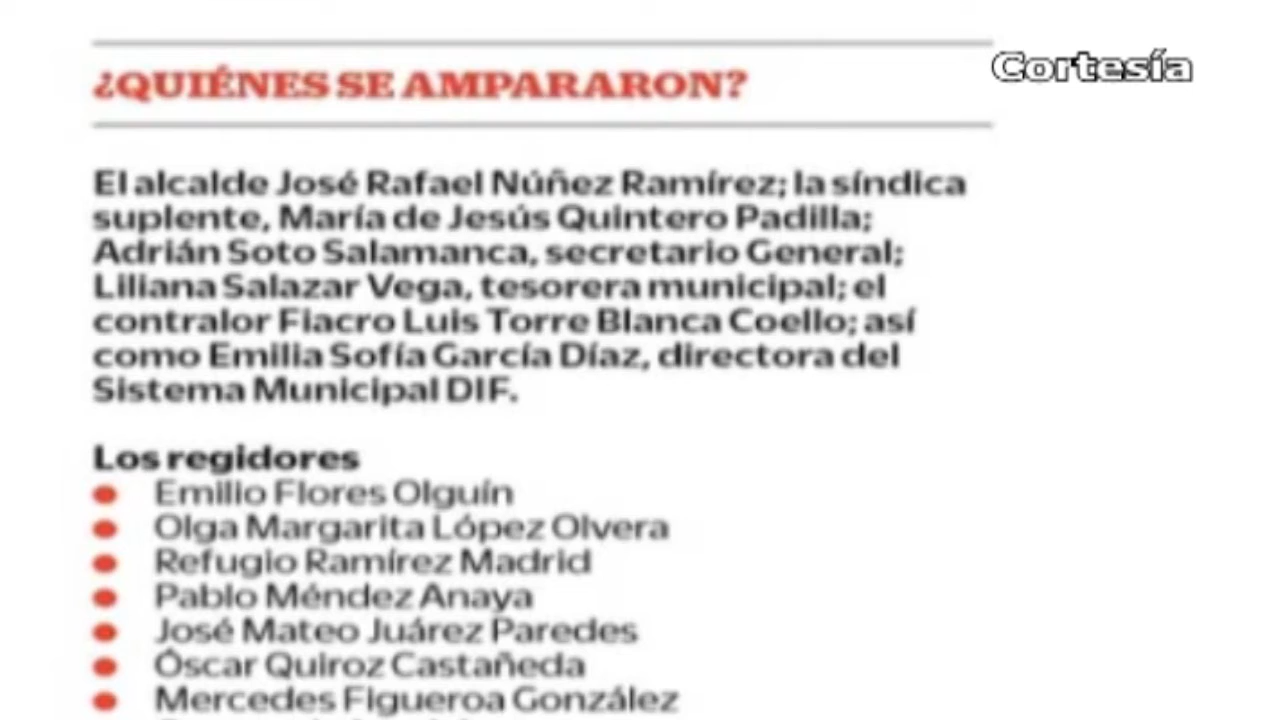 Cortesía
¿QUIÉNES SE AMPARARON?
El alcalde José Rafael Núñez Ramírez; la síndica
suplente, María de Jesús Quintero Padilla;
Adrián Soto Salamanca, secretario General;
Liliana Salazar Vega, tesorera municipal; el
contralor Fiacro Luis Torre Blanca Coello; así
como Emilia Sofía García Díaz, directora del
Sistema Municipal DIF.
Los regidores
Emilio Flores Olguín
Olga Margarita López Olvera
Refugio Ramírez Madrid
Pablo Méndez Anaya
José Mateo Juárez Paredes
Óscar Quiroz Castañeda
Mercedes Figueroa González